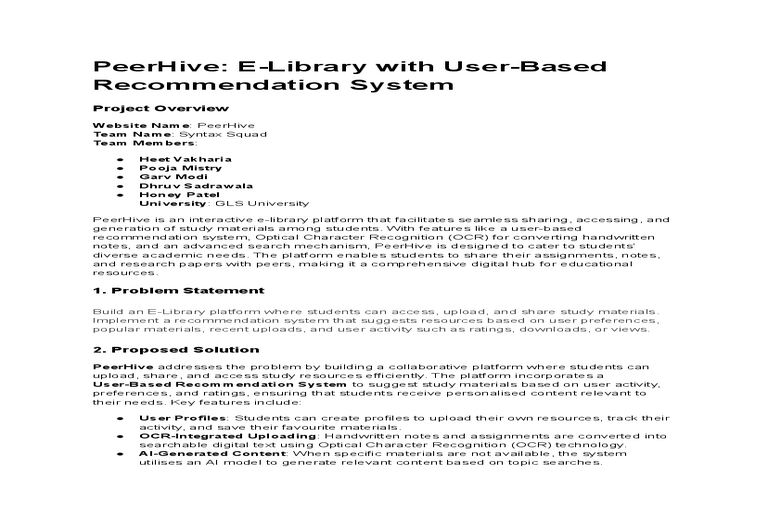 PeerHive: E-Library with User-Based
Recommendation System
Project Overview
Website Name: PeerHive
Team Name: Syntax Squad
Team Members:
● Heet Vakharia
● Pooja Mistry
● Garv Modi
● Dhruv Sadrawala
● Honey Patel
University: GLS University
PeerHive is an interactive e-library platform that facilitates seamless sharing, accessing, and
generation of study materials among students. With features like a user-based
recommendation system, Optical Character Recognition (OCR) for converting handwritten
notes, and an advanced search mechanism, PeerHive is designed to cater to students'
diverse academic needs. The platform enables students to share their assignments, notes,
and research papers with peers, making it a comprehensive digital hub for educational
resources.
1. Problem Statement
Build an E-Library platform where students can access, upload, and share study materials.
Implement a recommendation system that suggests resources based on user preferences,
popular materials, recent uploads, and user activity such as ratings, downloads, or views.
2. Proposed Solution
PeerHive addresses the problem by building a collaborative platform where students can
upload, share, and access study resources efficiently. The platform incorporates a
User-Based Recommendation System to suggest study materials based on user activity,
preferences, and ratings, ensuring that students receive personalised content relevant to
their needs. Key features include:
● User Profiles: Students can create profiles to upload their own resources, track their
activity, and save their favourite materials.
● OCR-Integrated Uploading: Handwritten notes and assignments are converted into
searchable digital text using Optical Character Recognition (OCR) technology.
● AI-Generated Content: When specific materials are not available, the system
utilises an AI model to generate relevant content based on topic searches.